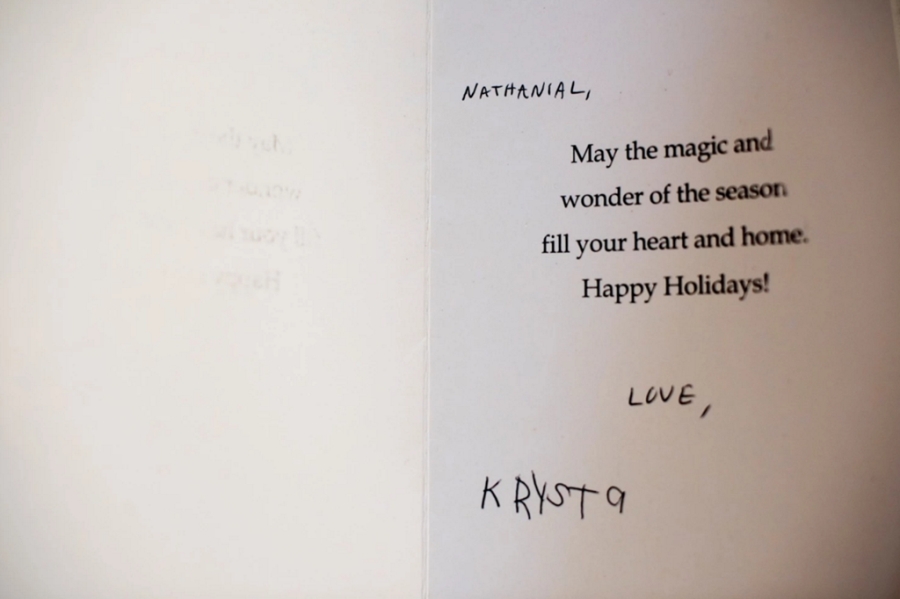 NATHANIAL,
May the magic and
wonder of the season
fill your heart and home.
Happy Holidays!
LOVE,
KRYSTa